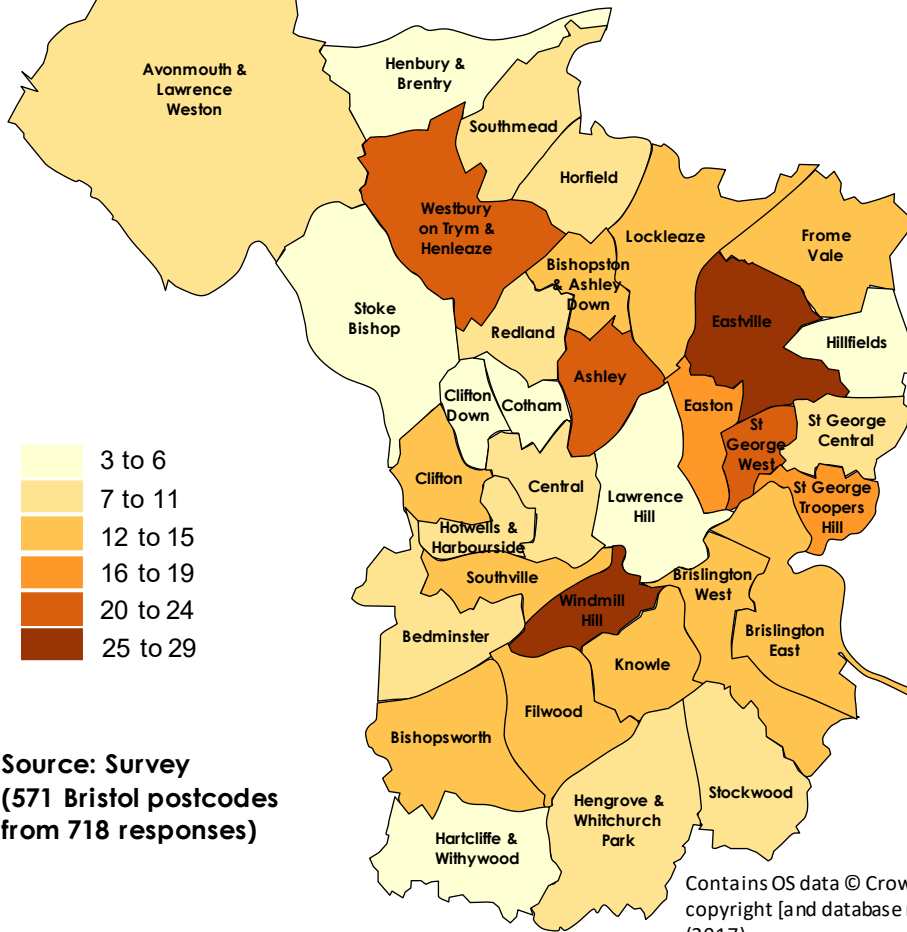 Avonmouth &
Lawrence
Weston
Henbury &
Brentry
Southmead
Horfield
Westbury
on Trym &
Henleaze
Lockleaze
Frome
Vale
Bishopston
& Ashley
Down
Stoke
Bishop
Redland
Eastville
Hillfields
Ashley
Clifton
Down
Cotham
Easton
St
George
West
St George
Central
Clifton
Central
Lawrence
Hill
St George
Troopers
Hill
Hotwells &
Harbourside
Southville
Brislington
West
Windmill
Hill
Bedminster
Brislington
East
Knowle
Filwood
Bishopsworth
Stockwood
Hengrove &
Whitchurch
Park
Hartcliffe &
Withywood
3 to 6
7 to 11
12 to 15
16 to 19
20 to 24
25 to 29
Source: Survey
(571 Bristol postcodes
from 718 responses)
Contains OS data © Crow
copyright [and database
(2017)